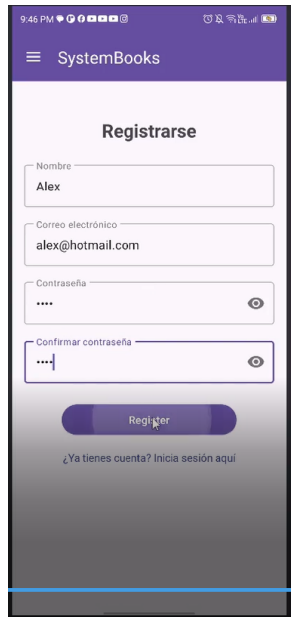 9:46 PM
SystemBooks
Registrarse
Nombre
Alex
Correo electrónico
alex@hotmail.com
Contraseña
••••
Confirmar contraseña
••••
Register
¿Ya tienes cuenta? Inicia sesión aquí